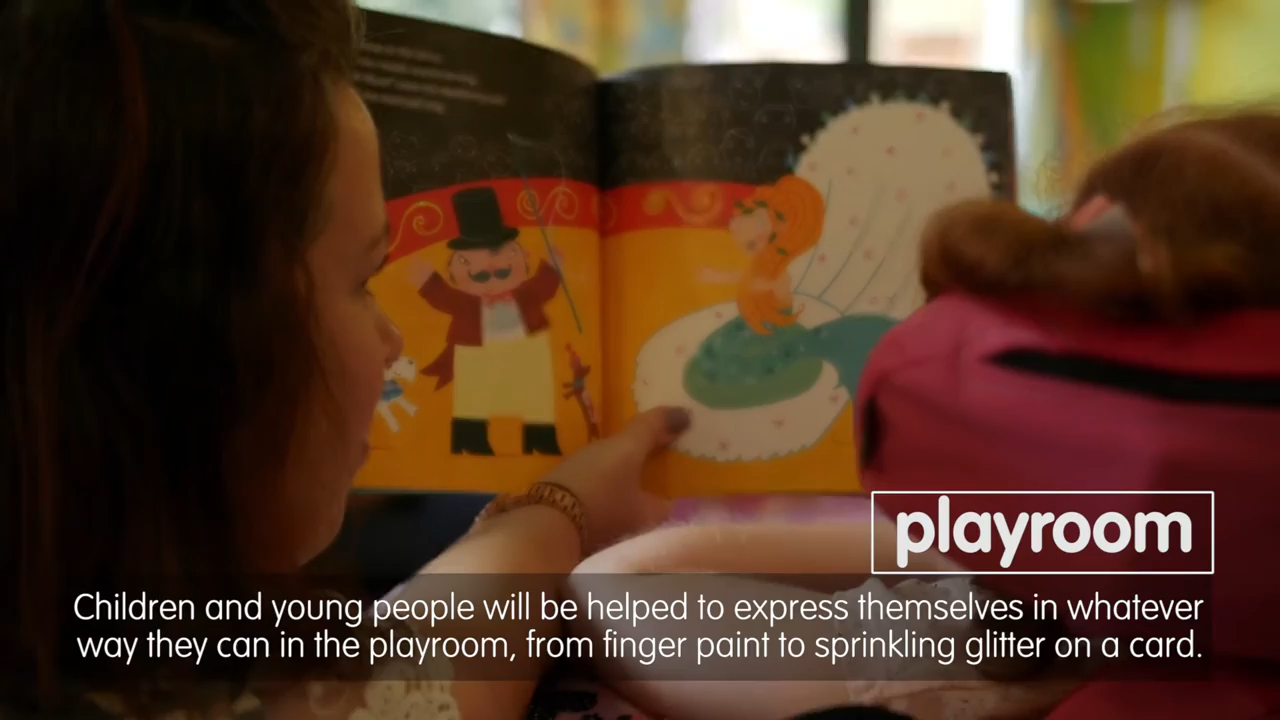 playroom
Children and young people will be helped to express themselves in whatever
way they can in the playroom, from finger paint to sprinkling glitter on a card.